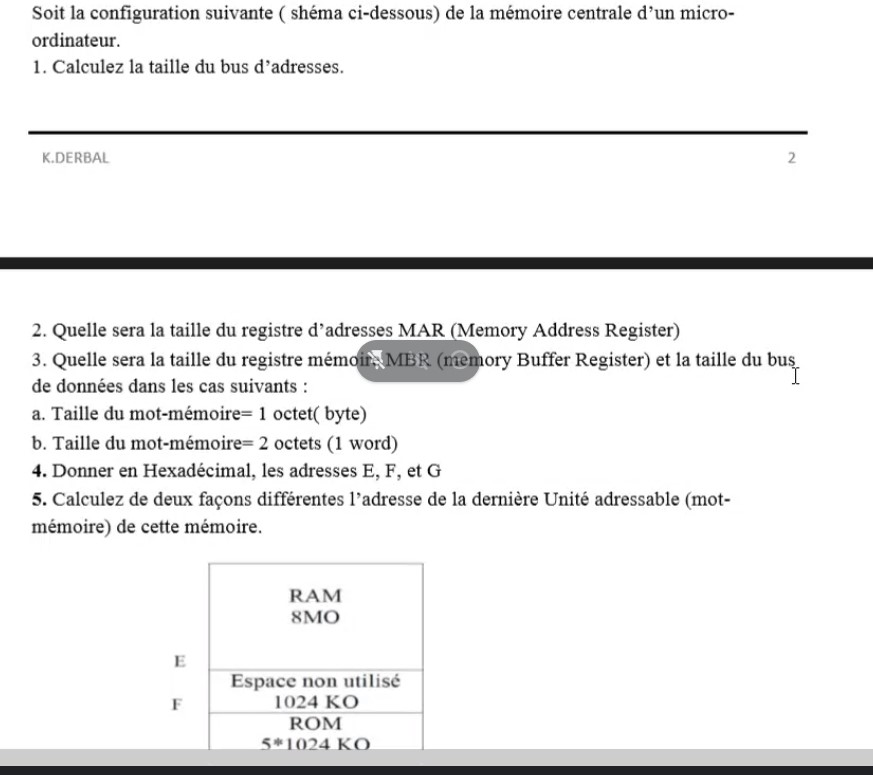 Soit la configuration suivante ( shéma ci-dessous) de la mémoire centrale d’un micro-
ordinateur.
1. Calculez la taille du bus d’adresses.
K.DERBAL
2
2. Quelle sera la taille du registre d’adresses MAR (Memory Address Register)
3. Quelle sera la taille du registre mémoire MBR (memory Buffer Register) et la taille du bus
de données dans les cas suivants :
a. Taille du mot-mémoire= 1 octet( byte)
b. Taille du mot-mémoire= 2 octets (1 word)
4. Donner en Hexadécimal, les adresses E, F, et G
5. Calculez de deux façons différentes l’adresse de la dernière Unité adressable (mot-
mémoire) de cette mémoire.
RAM
8MO
E
Espace non utilisé
F
1024 KO
ROM
5*1024 KO